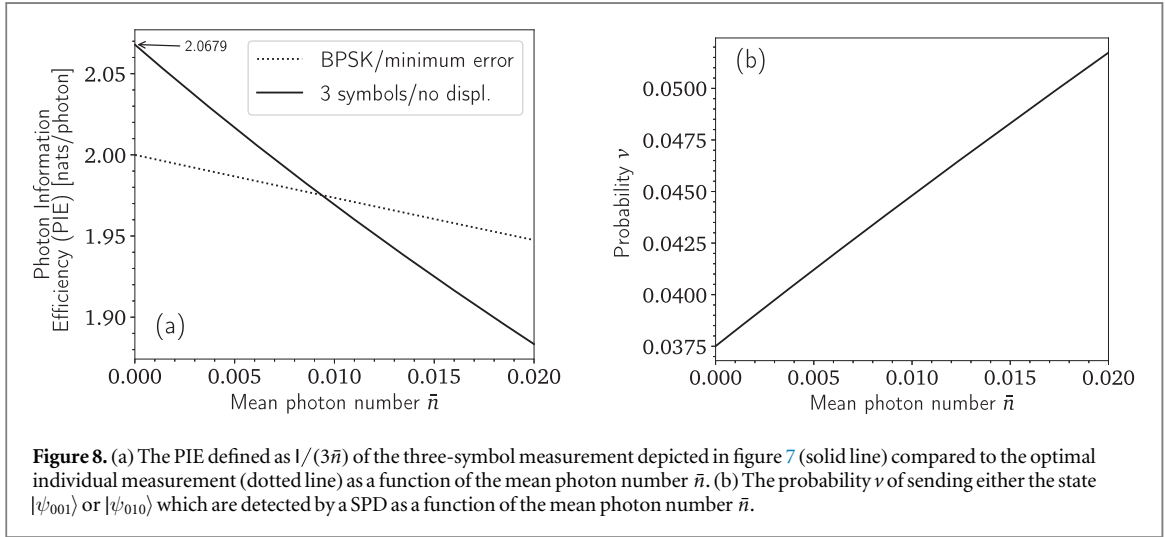 2.0679
BPSK/minimum error
3 symbols/no displ.
2.05
2.00
1.95
1.90
Photon Information
Efficiency (PIE) [nats/photon]
(a)
0.000 0.005 0.010 0.015 0.020
Mean photon number n̄
(b)
0.0500
0.0475
0.0450
0.0425
0.0400
0.0375
Probability ν
0.000 0.005 0.010 0.015 0.020
Mean photon number n̄
Figure 8. (a) The PIE defined as I/(3n̄) of the three-symbol measurement depicted in figure 7 (solid line) compared to the optimal
individual measurement (dotted line) as a function of the mean photon number n̄. (b) The probability ν of sending either the state
|ψ₀₀₁⟩ or |ψ₀₁₀⟩ which are detected by a SPD as a function of the mean photon number n̄.